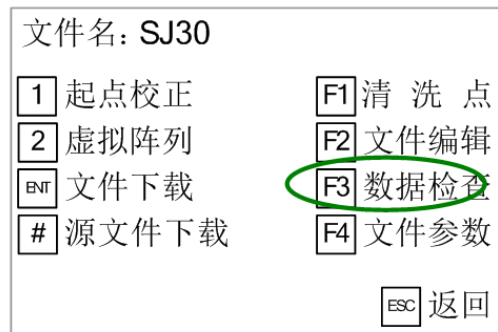 文件名: SJ30
1 起点校正 F1 清 洗 点
2 虚拟阵列 F2 文件编辑
ENT 文件下载 F3 数据检查
# 源文件下载 F4 文件参数
ESC 返回